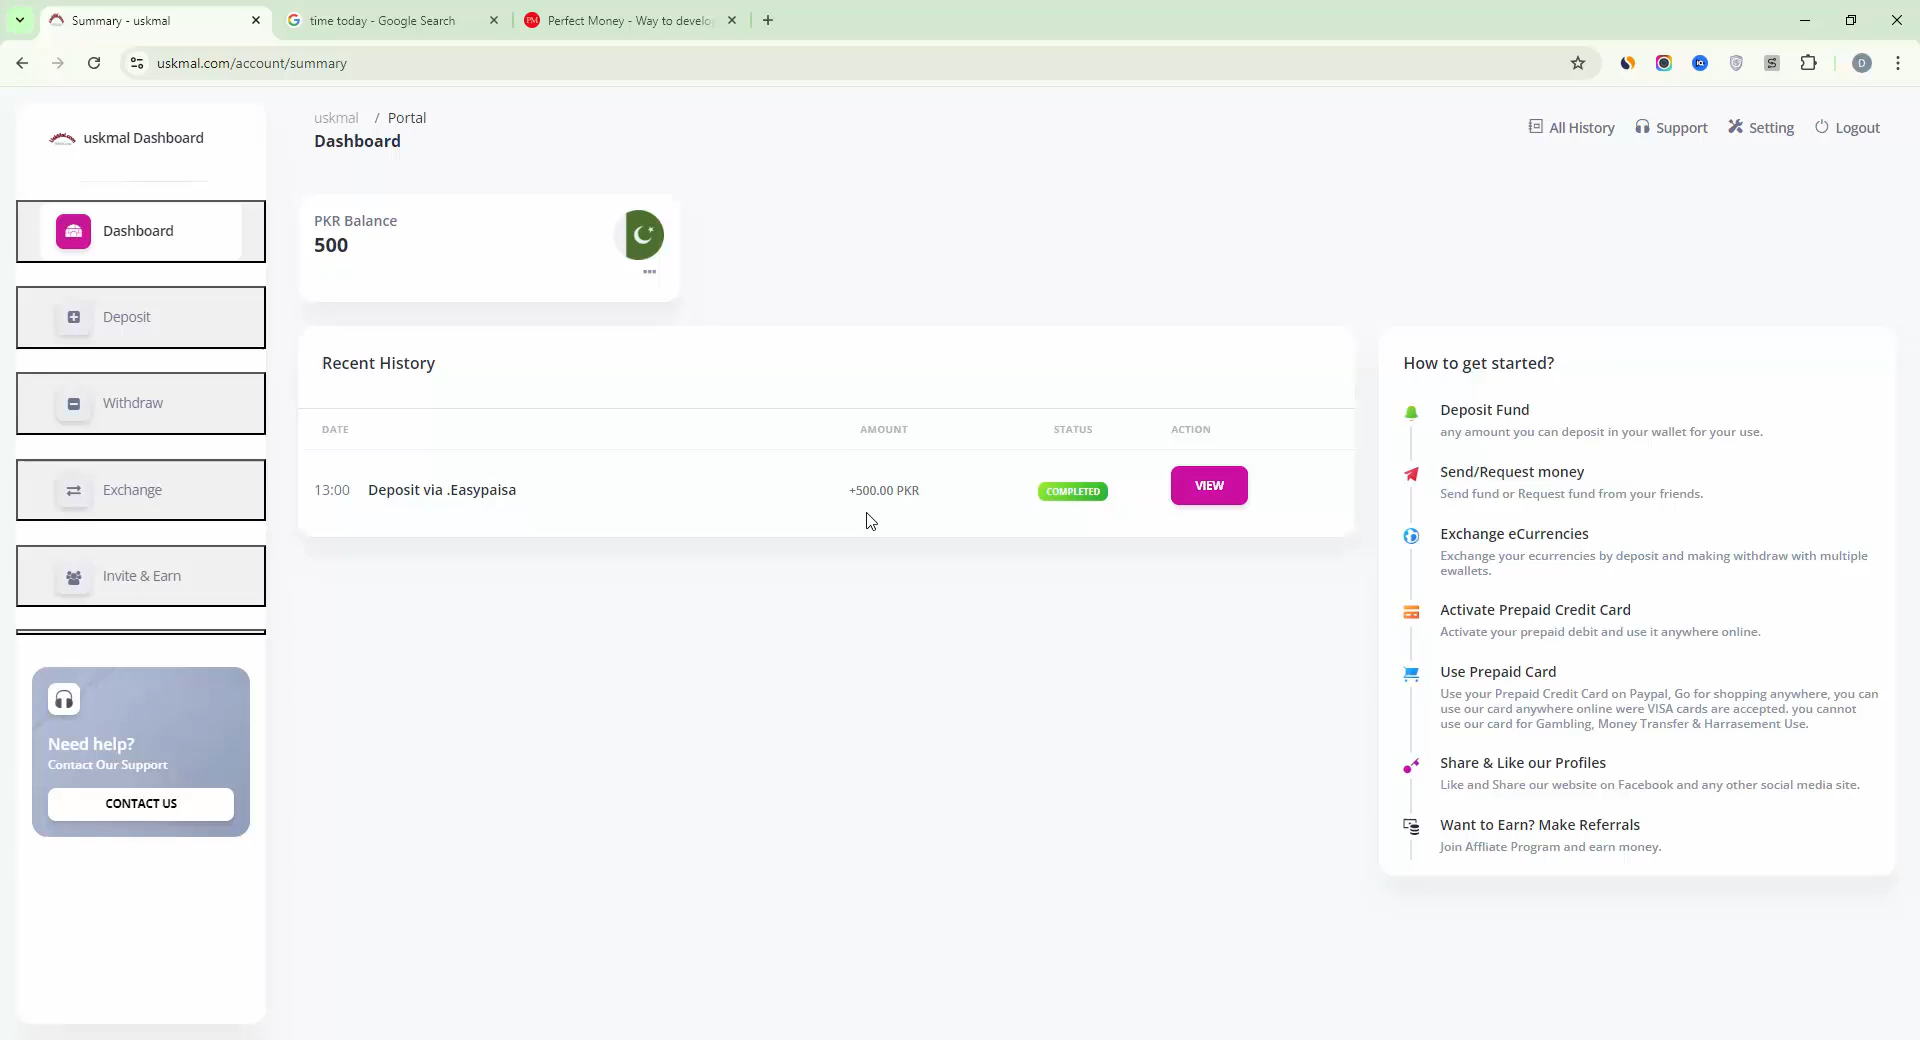 Summary - uskmal
time today - Google Search
PM
Perfect Money - Way to develo
uskmal.com/account/summary
D
uskmal Dashboard
uskmal / Portal
Dashboard
All History
Support
Setting
Logout
Dashboard
Deposit
Withdraw
Exchange
Invite & Earn
Need help?
Contact Our Support
CONTACT US
PKR Balance
500
Recent History
DATE AMOUNT STATUS ACTION
13:00 Deposit via .Easypaisa +500.00 PKR COMPLETED VIEW
How to get started?
Deposit Fund
any amount you can deposit in your wallet for your use.
Send/Request money
Send fund or Request fund from your friends.
Exchange eCurrencies
Exchange your ecurrencies by deposit and making withdraw with multiple
ewallets.
Activate Prepaid Credit Card
Activate your prepaid debit and use it anywhere online.
Use Prepaid Card
Use your Prepaid Credit Card on Paypal, Go for shopping anywhere, you can
use our card anywhere online were VISA cards are accepted. you cannot
use our card for Gambling, Money Transfer & Harrasement Use.
Share & Like our Profiles
Like and Share our website on Facebook and any other social media site.
Want to Earn? Make Referrals
Join Affliate Program and earn money.